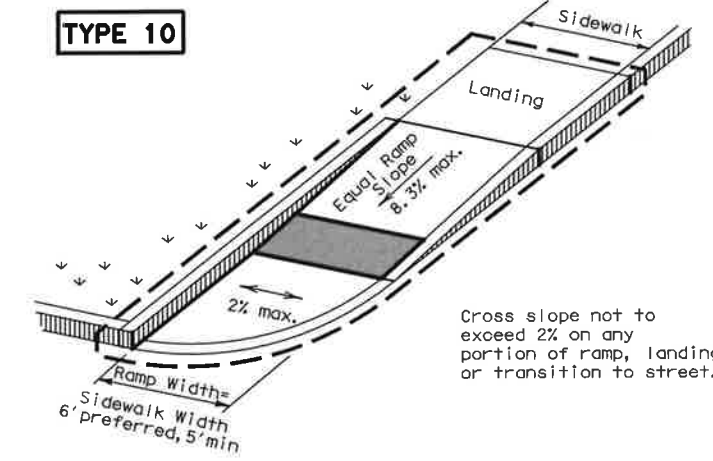 TYPE 10
Sidewalk
Landing
Equal Ramp
Slope
8.3% max.
2% max.
Cross slope not to
exceed 2% on any
portion of ramp, landing
or transition to street.
Ramp Width=
Sidewalk Width
6' preferred, 5'min